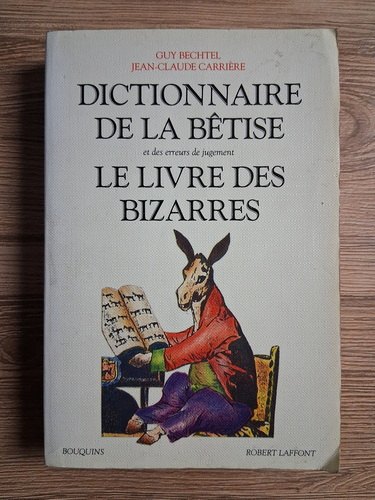 GUY BECHTEL
JEAN-CLAUDE CARRIÈRE
DICTIONNAIRE
DE LA BÊTISE
et des erreurs de jugement
LE LIVRE DES
BIZARRES
BOUQUINS
ROBERT LAFFONT